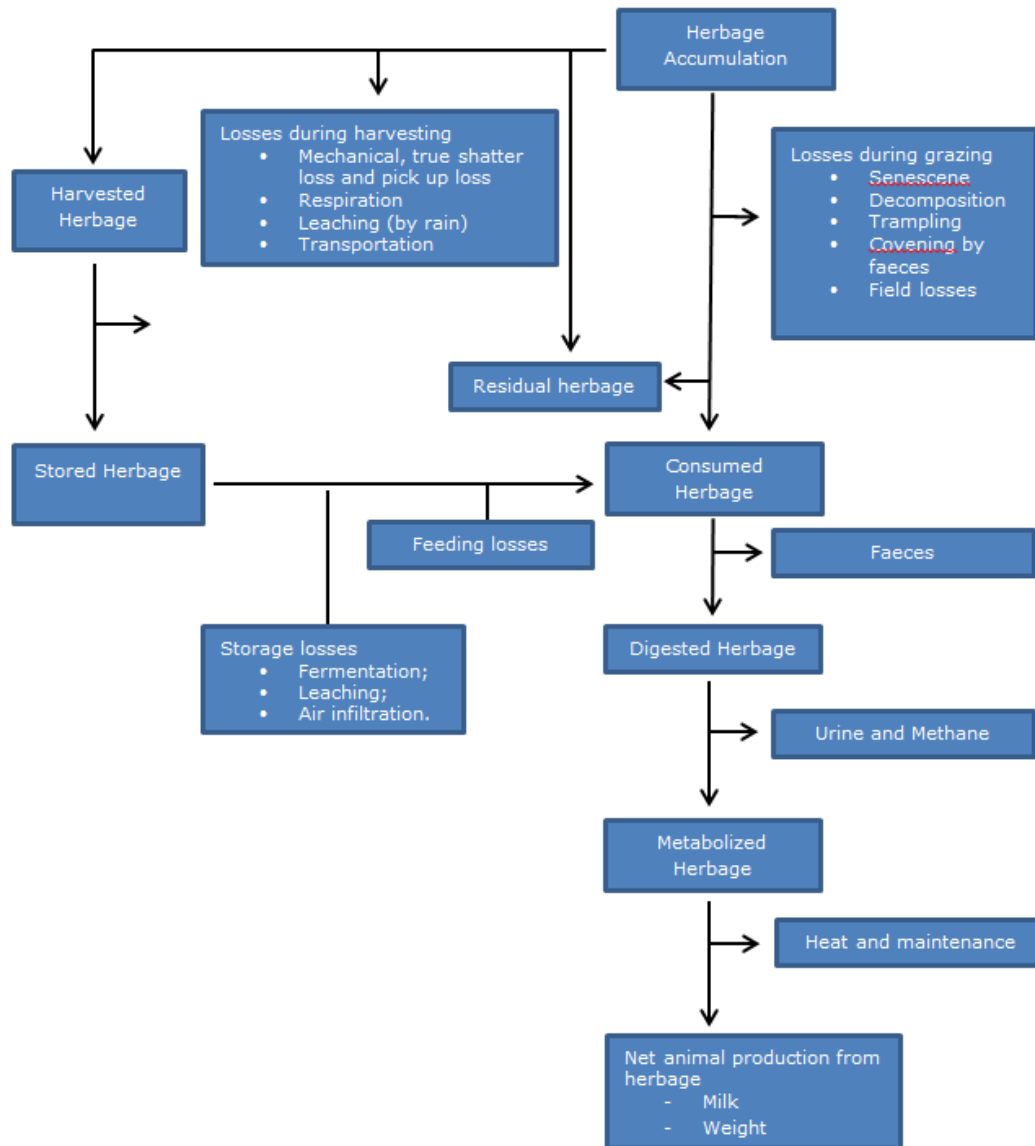 Herbage
Accumulation
Losses during harvesting
• Mechanical, true shatter
loss and pick up loss
• Respiration
• Leaching (by rain)
• Transportation
Losses during grazing
• Senescene
• Decomposition
• Trampling
• Covening by
faeces
• Field losses
Harvested
Herbage
Residual herbage
Stored Herbage
Consumed
Herbage
Feeding losses
Faeces
Storage losses
• Fermentation;
• Leaching;
• Air infiltration.
Digested Herbage
Urine and Methane
Metabolized
Herbage
Heat and maintenance
Net animal production from
herbage
- Milk
- Weight